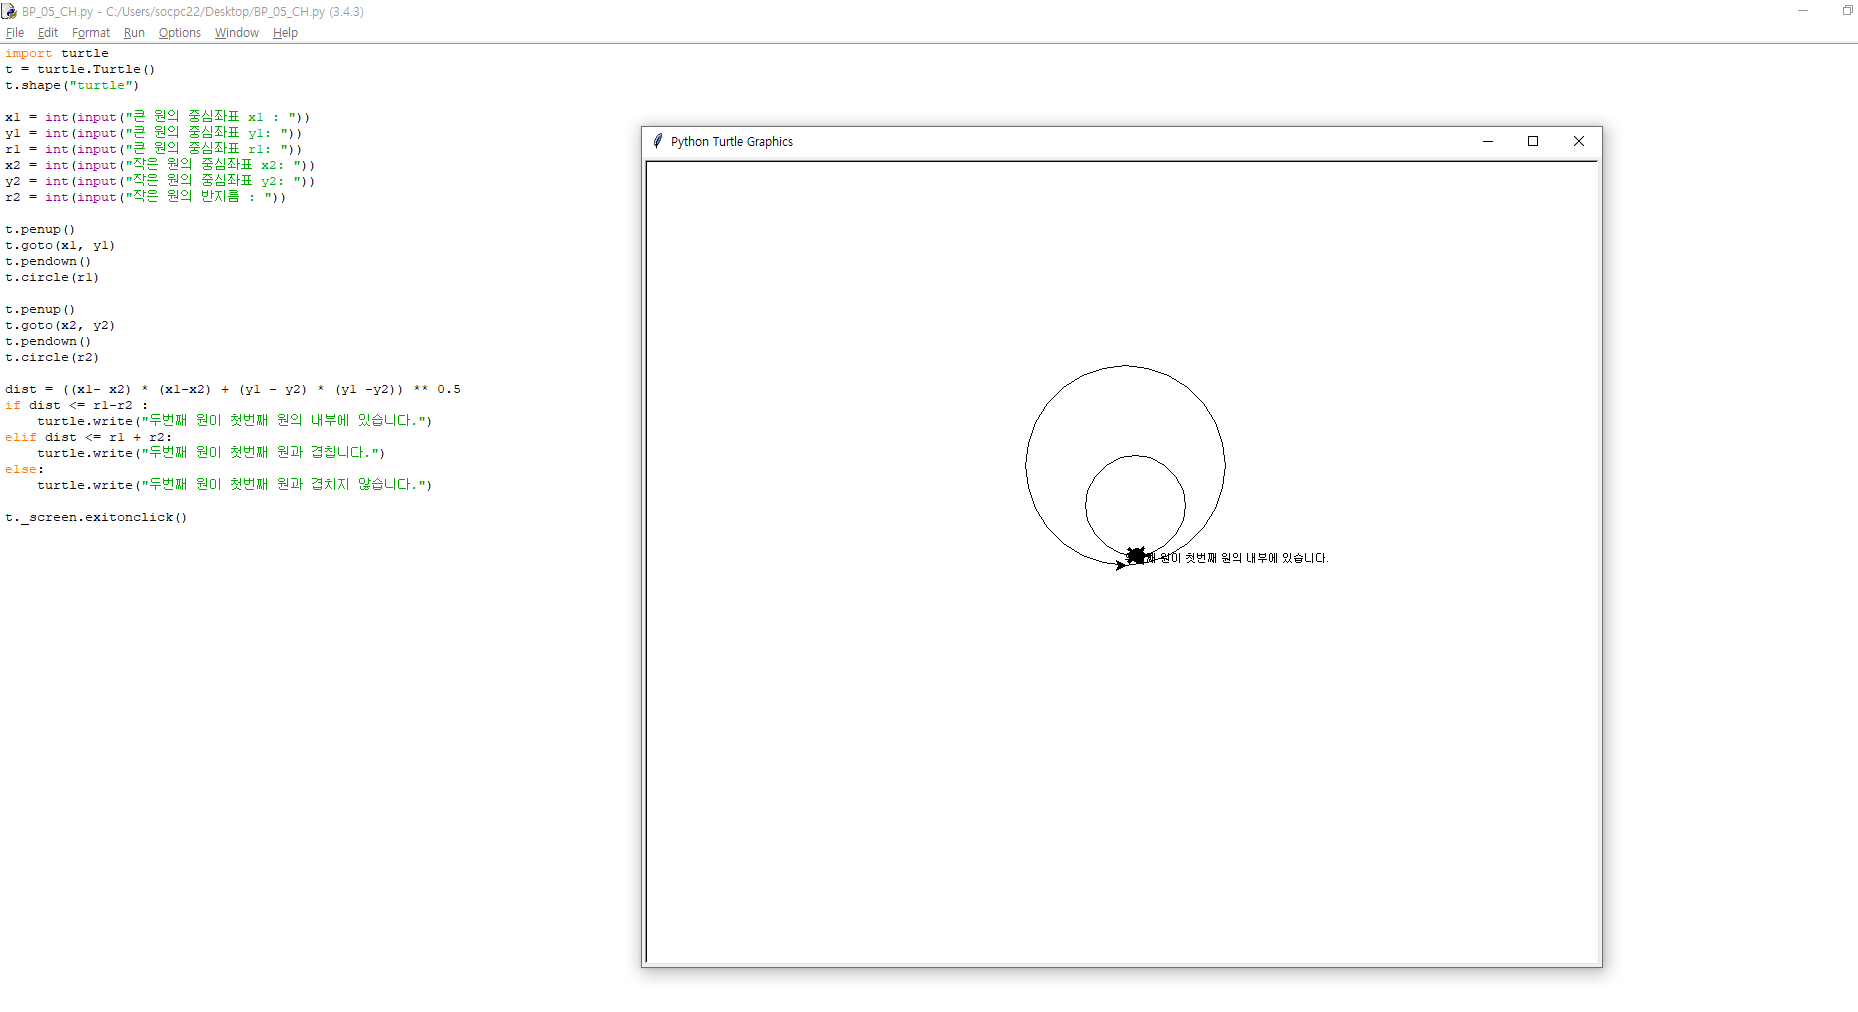 BP_05_CH.py - C:/Users/socpc22/Desktop/BP_05_CH.py (3.4.3)
File Edit Format Run Options Window Help
import turtle
t = turtle.Turtle()
t.shape("turtle")
x1 = int(input("큰 원의 중심좌표 x1 : "))
y1 = int(input("큰 원의 중심좌표 y1: "))
r1 = int(input("큰 원의 중심좌표 r1: "))
x2 = int(input("작은 원의 중심좌표 x2: "))
y2 = int(input("작은 원의 중심좌표 y2: "))
r2 = int(input("작은 원의 반지름 : "))
t.penup()
t.goto(x1, y1)
t.pendown()
t.circle(r1)
t.penup()
t.goto(x2, y2)
t.pendown()
t.circle(r2)
dist = ((x1- x2) * (x1-x2) + (y1 - y2) * (y1 -y2)) ** 0.5
if dist <= r1-r2 :
    turtle.write("두번째 원이 첫번째 원의 내부에 있습니다.")
elif dist <= r1 + r2:
    turtle.write("두번째 원이 첫번째 원과 겹칩니다.")
else:
    turtle.write("두번째 원이 첫번째 원과 겹치지 않습니다.")
t._screen.exitonclick()
Python Turtle Graphics
원이 첫번째 원의 내부에 있습니다.